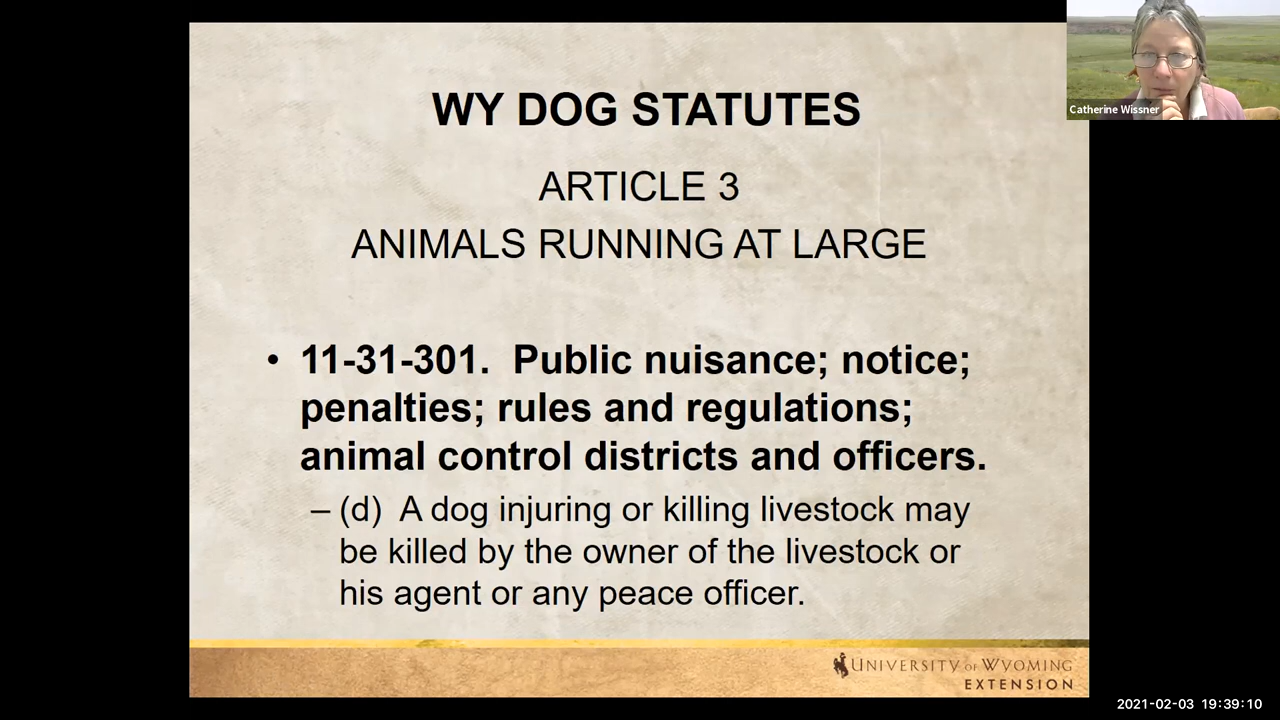 Catherine Wissner
WY DOG STATUTES
ARTICLE 3
ANIMALS RUNNING AT LARGE
• 11-31-301. Public nuisance; notice;
penalties; rules and regulations;
animal control districts and officers.
– (d) A dog injuring or killing livestock may
be killed by the owner of the livestock or
his agent or any peace officer.
UNIVERSITY OF WYOMING
EXTENSION
2021-02-03 19:39:10